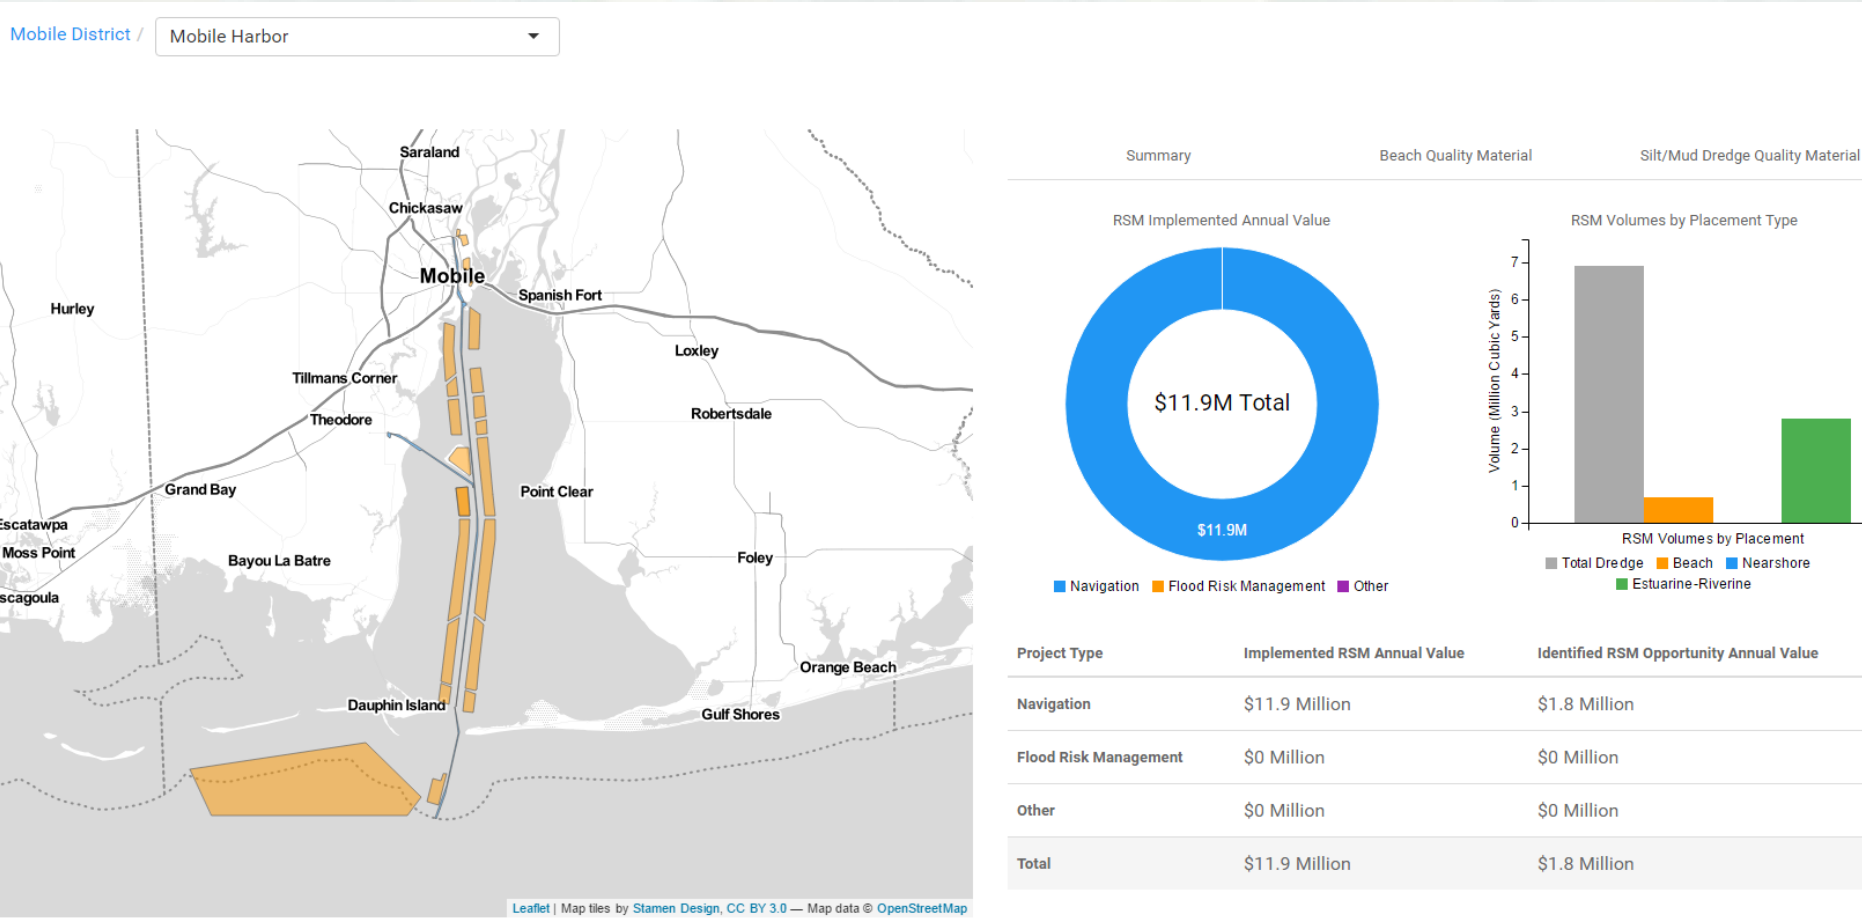 Mobile District / Mobile Harbor
Saraland
Chickasaw
Mobile
Spanish Fort
Hurley
Loxley
Tillmans Corner
Robertsdale
Theodore
Grand Bay
Point Clear
Escatawpa
Moss Point
Bayou La Batre
Foley
scagoula
Orange Beach
Dauphin Island
Gulf Shores
Leaflet | Map tiles by Stamen Design, CC BY 3.0 — Map data © OpenStreetMap
Summary Beach Quality Material Silt/Mud Dredge Quality Material
RSM Implemented Annual Value
$11.9M Total
$11.9M
Navigation Flood Risk Management Other
RSM Volumes by Placement Type
Volume (Million Cubic Yards)
7
6
5
4
3
2
1
0
RSM Volumes by Placement
Total Dredge Beach Nearshore
Estuarine-Riverine
Project Type Implemented RSM Annual Value Identified RSM Opportunity Annual Value
Navigation $11.9 Million $1.8 Million
Flood Risk Management $0 Million $0 Million
Other $0 Million $0 Million
Total $11.9 Million $1.8 Million